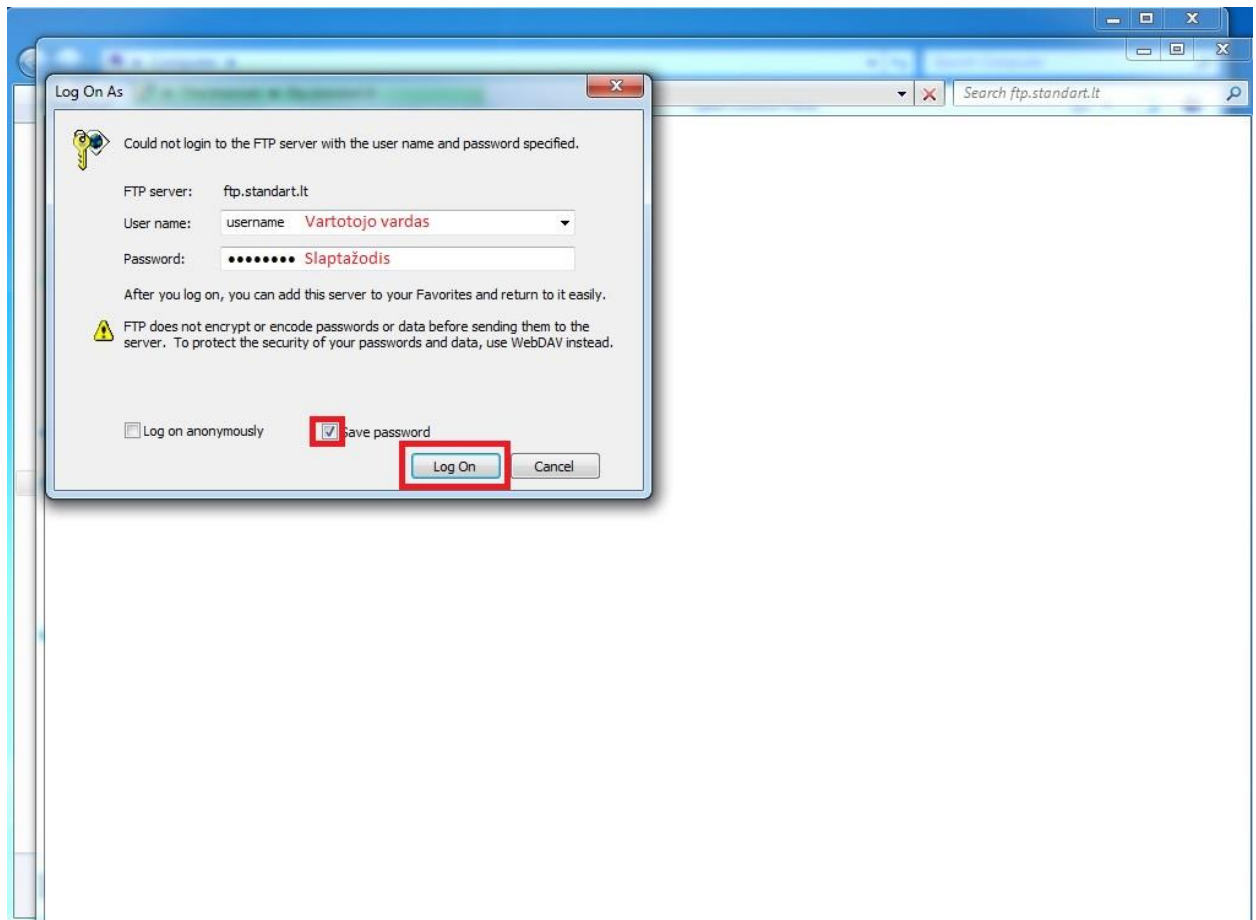 Log On As
Search ftp.standart.lt
Could not login to the FTP server with the user name and password specified.
FTP server: ftp.standart.lt
User name: username Vartotojo vardas
Password: •••••••• Slaptažodis
After you log on, you can add this server to your Favorites and return to it easily.
FTP does not encrypt or encode passwords or data before sending them to the
server. To protect the security of your passwords and data, use WebDAV instead.
Log on anonymously Save password
Log On Cancel